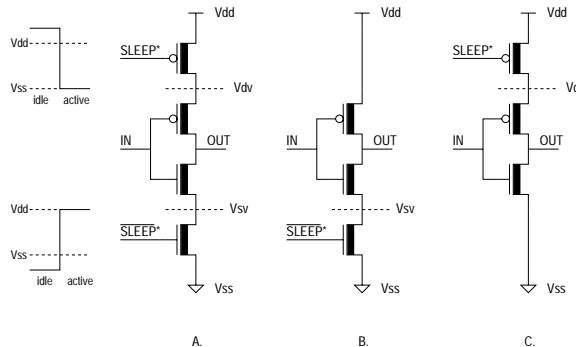 Vdd
Vdd
Vdd
Vdd
SLEEP*
SLEEP*
Vss
idle active
Vdv
IN
OUT
IN
OUT
IN
OUT
Vdd
Vsv
Vsv
Vss
SLEEP*
SLEEP*
idle active
Vss
Vss
Vss
A.
B.
C.